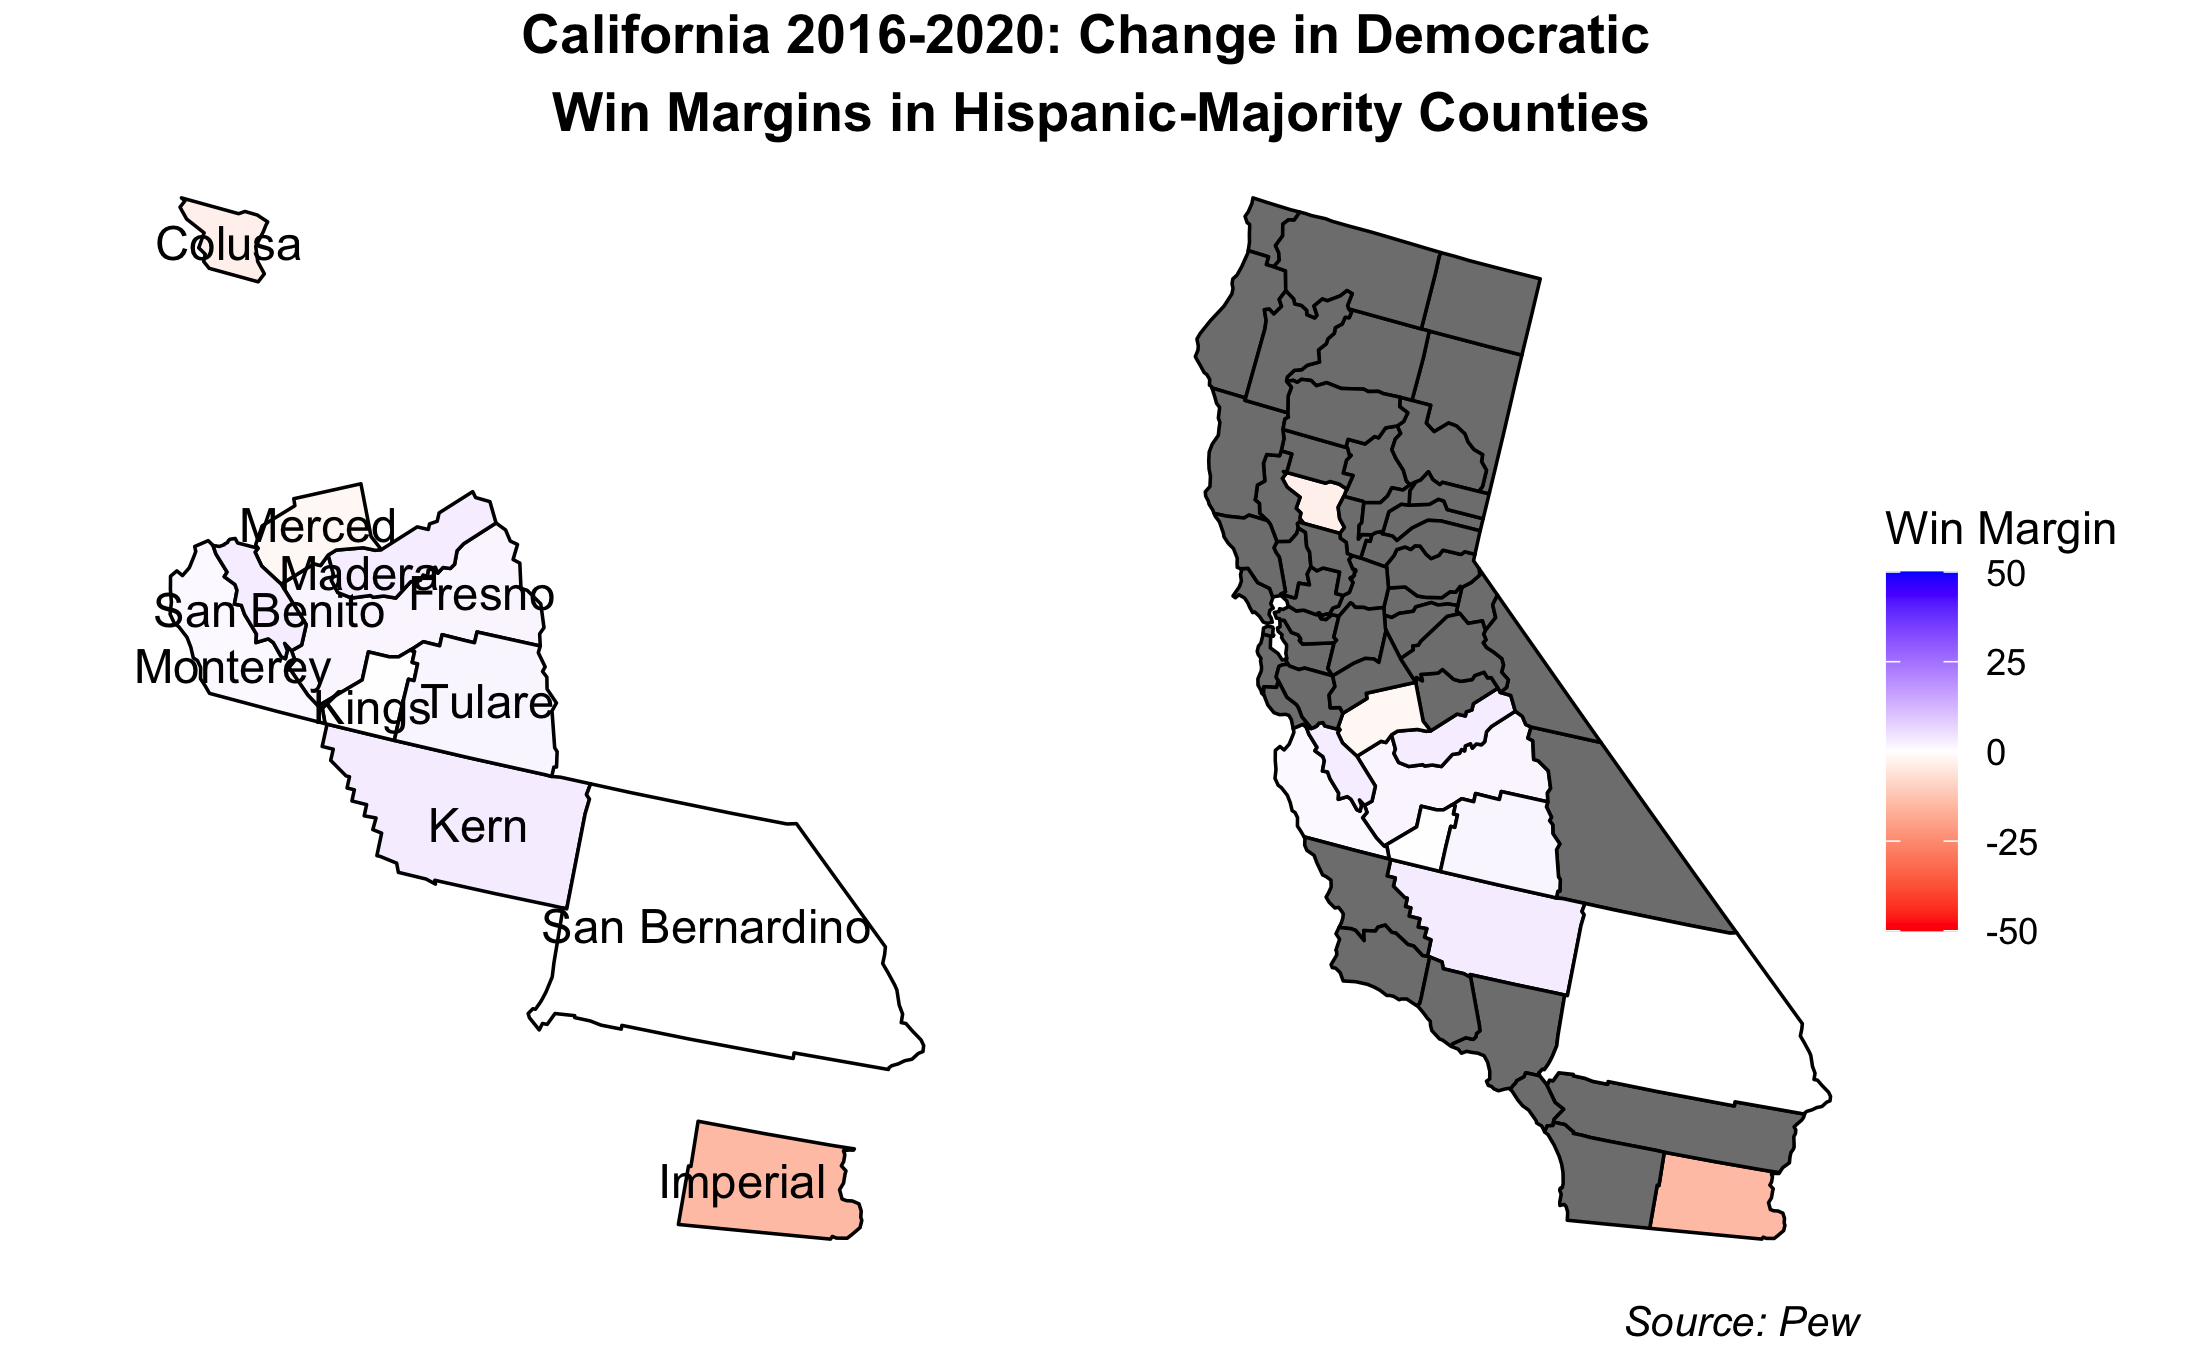 California 2016-2020: Change in Democratic
Win Margins in Hispanic-Majority Counties
Colusa
Merced
Madera
Fresno
San Benito
Monterey
Kings
Tulare
Kern
San Bernardino
Imperial
Win Margin
50
25
0
-25
-50
Source: Pew